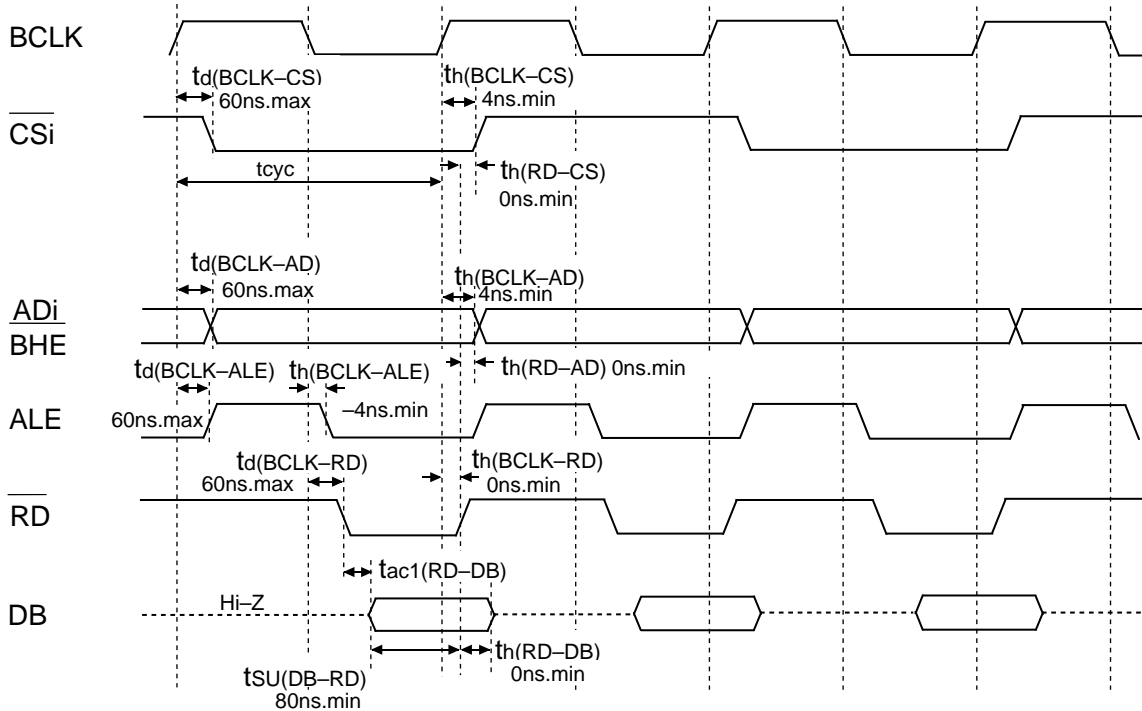 BCLK
td(BCLK–CS)
60ns.max
th(BCLK–CS)
4ns.min
CSi
tcyc
th(RD–CS)
0ns.min
td(BCLK–AD)
60ns.max
th(BCLK–AD)
4ns.min
ADi
BHE
th(RD–AD) 0ns.min
td(BCLK–ALE)
th(BCLK–ALE)
60ns.max
–4ns.min
ALE
td(BCLK–RD)
60ns.max
th(BCLK–RD)
0ns.min
RD
tac1(RD–DB)
Hi–Z
DB
th(RD–DB)
0ns.min
tSU(DB–RD)
80ns.min